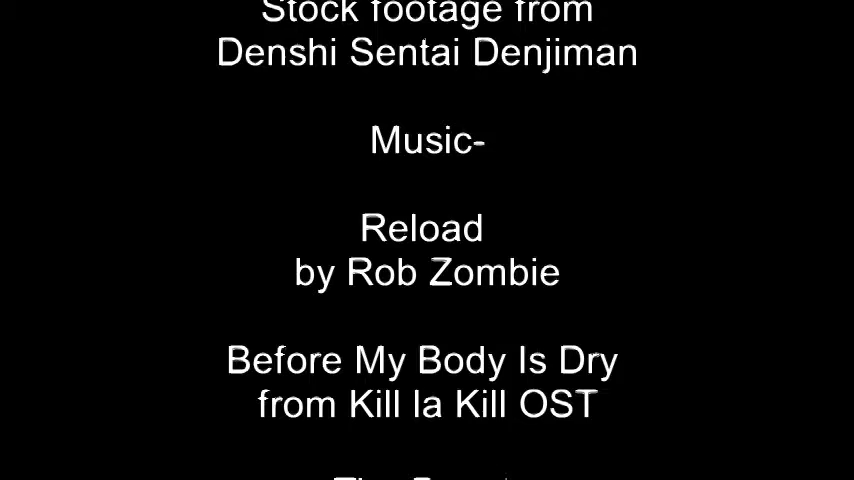 Stock footage from
Denshi Sentai Denjiman
Music-
Reload
by Rob Zombie
Before My Body Is Dry
from Kill la Kill OST